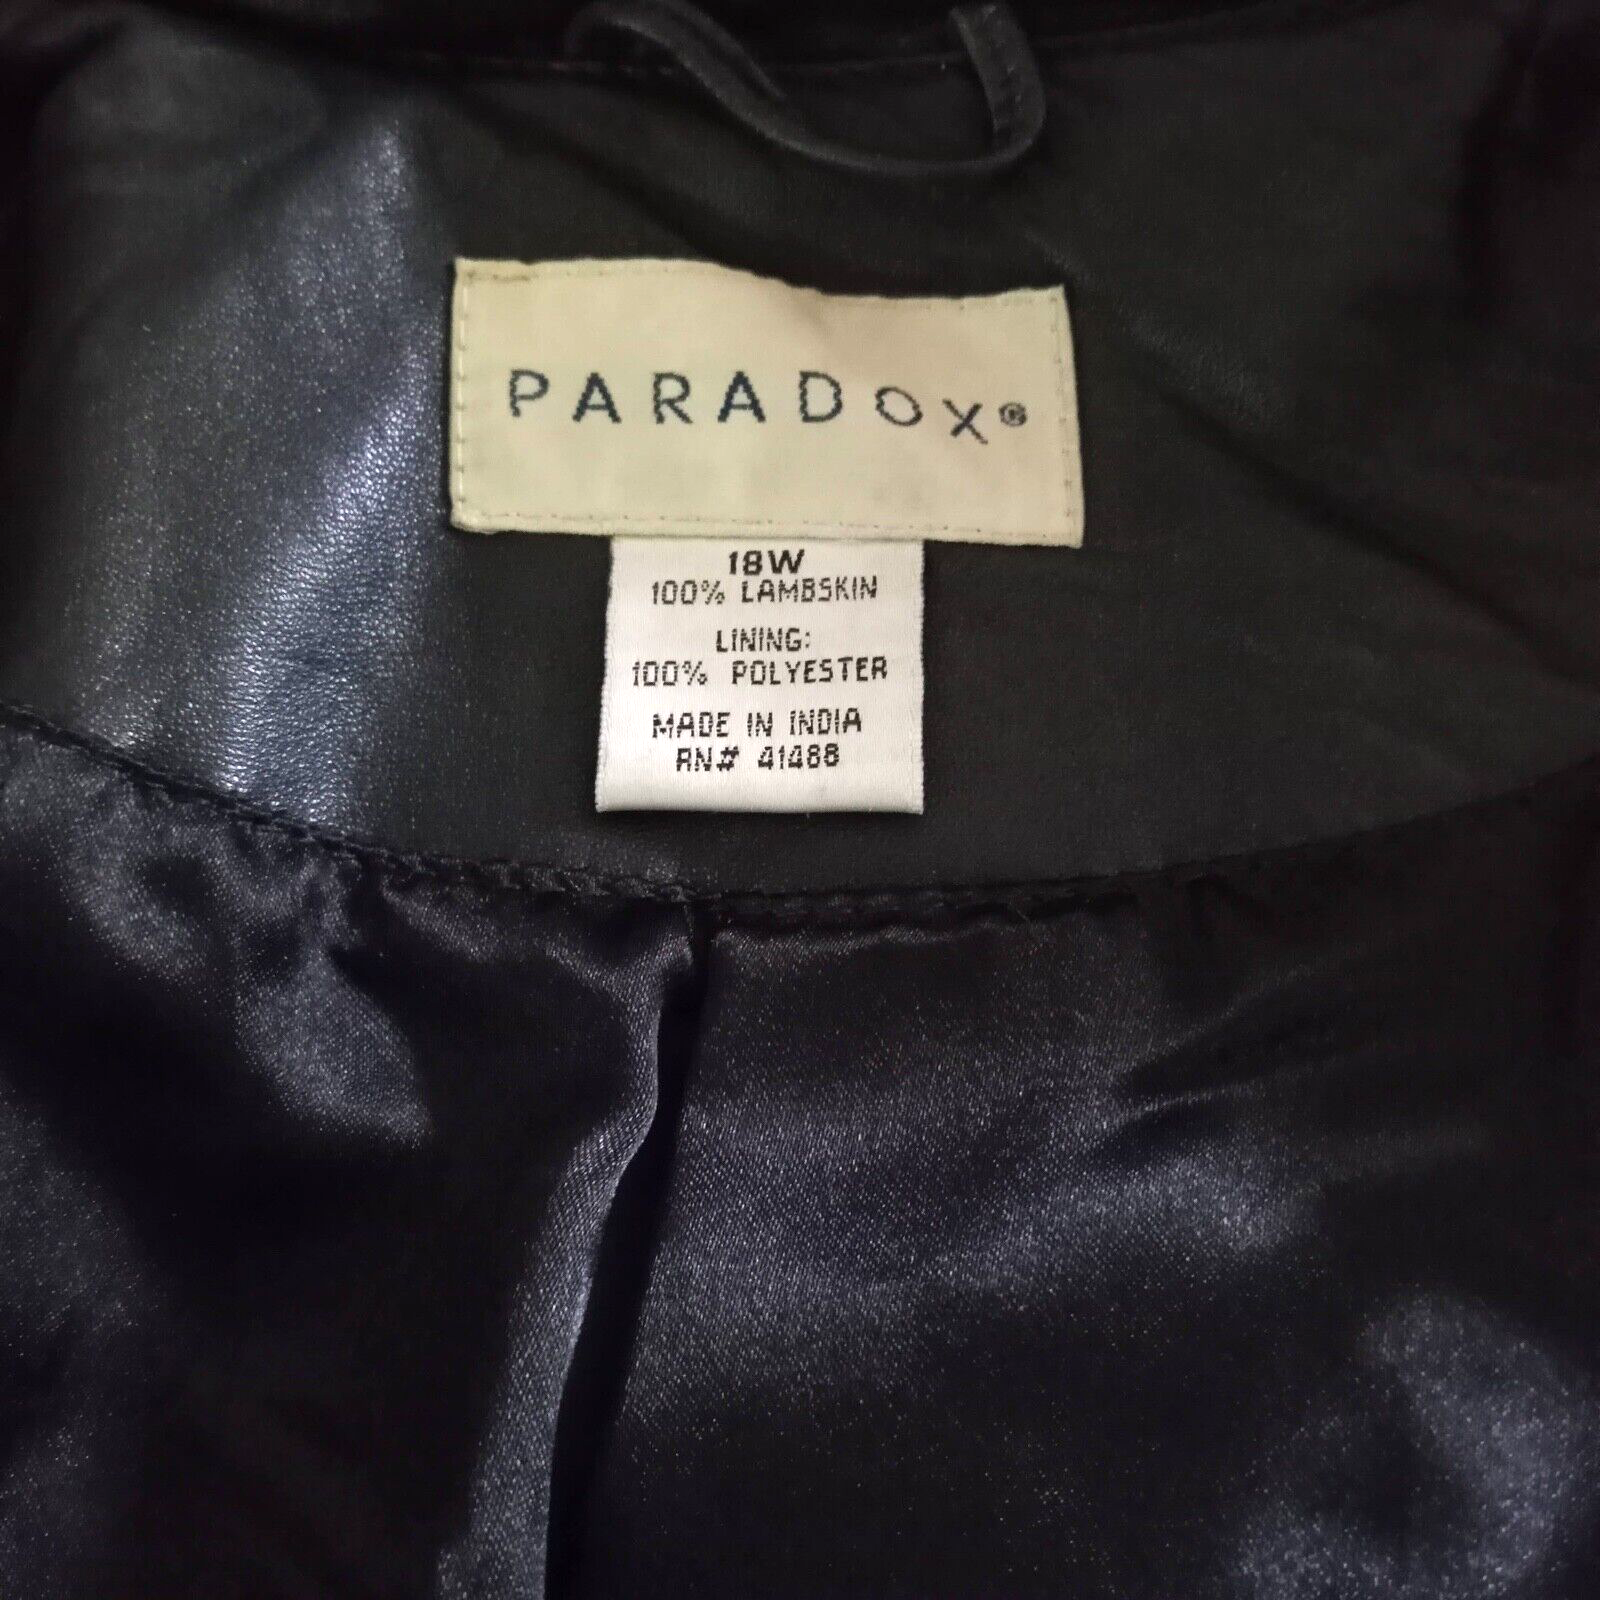 PARADOX®
18W
100% LAMBSKIN
LINING:
100% POLYESTER
MADE IN INDIA
RN# 41488